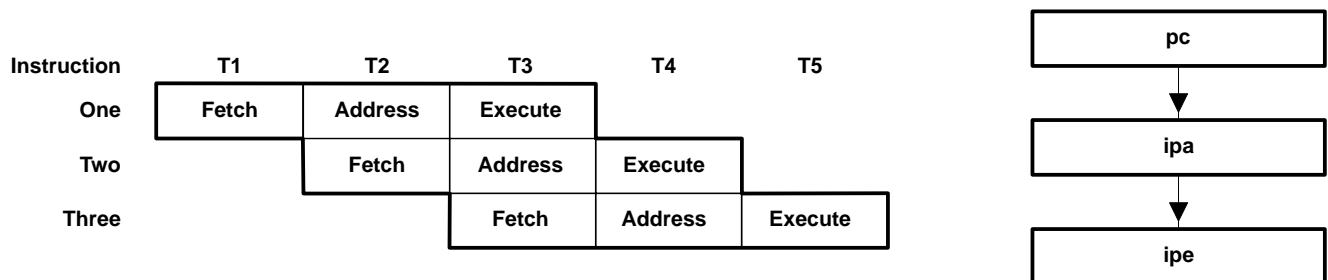 Instruction T1 T2 T3 T4 T5
One Fetch Address Execute
Two Fetch Address Execute
Three Fetch Address Execute
pc
ipa
ipe